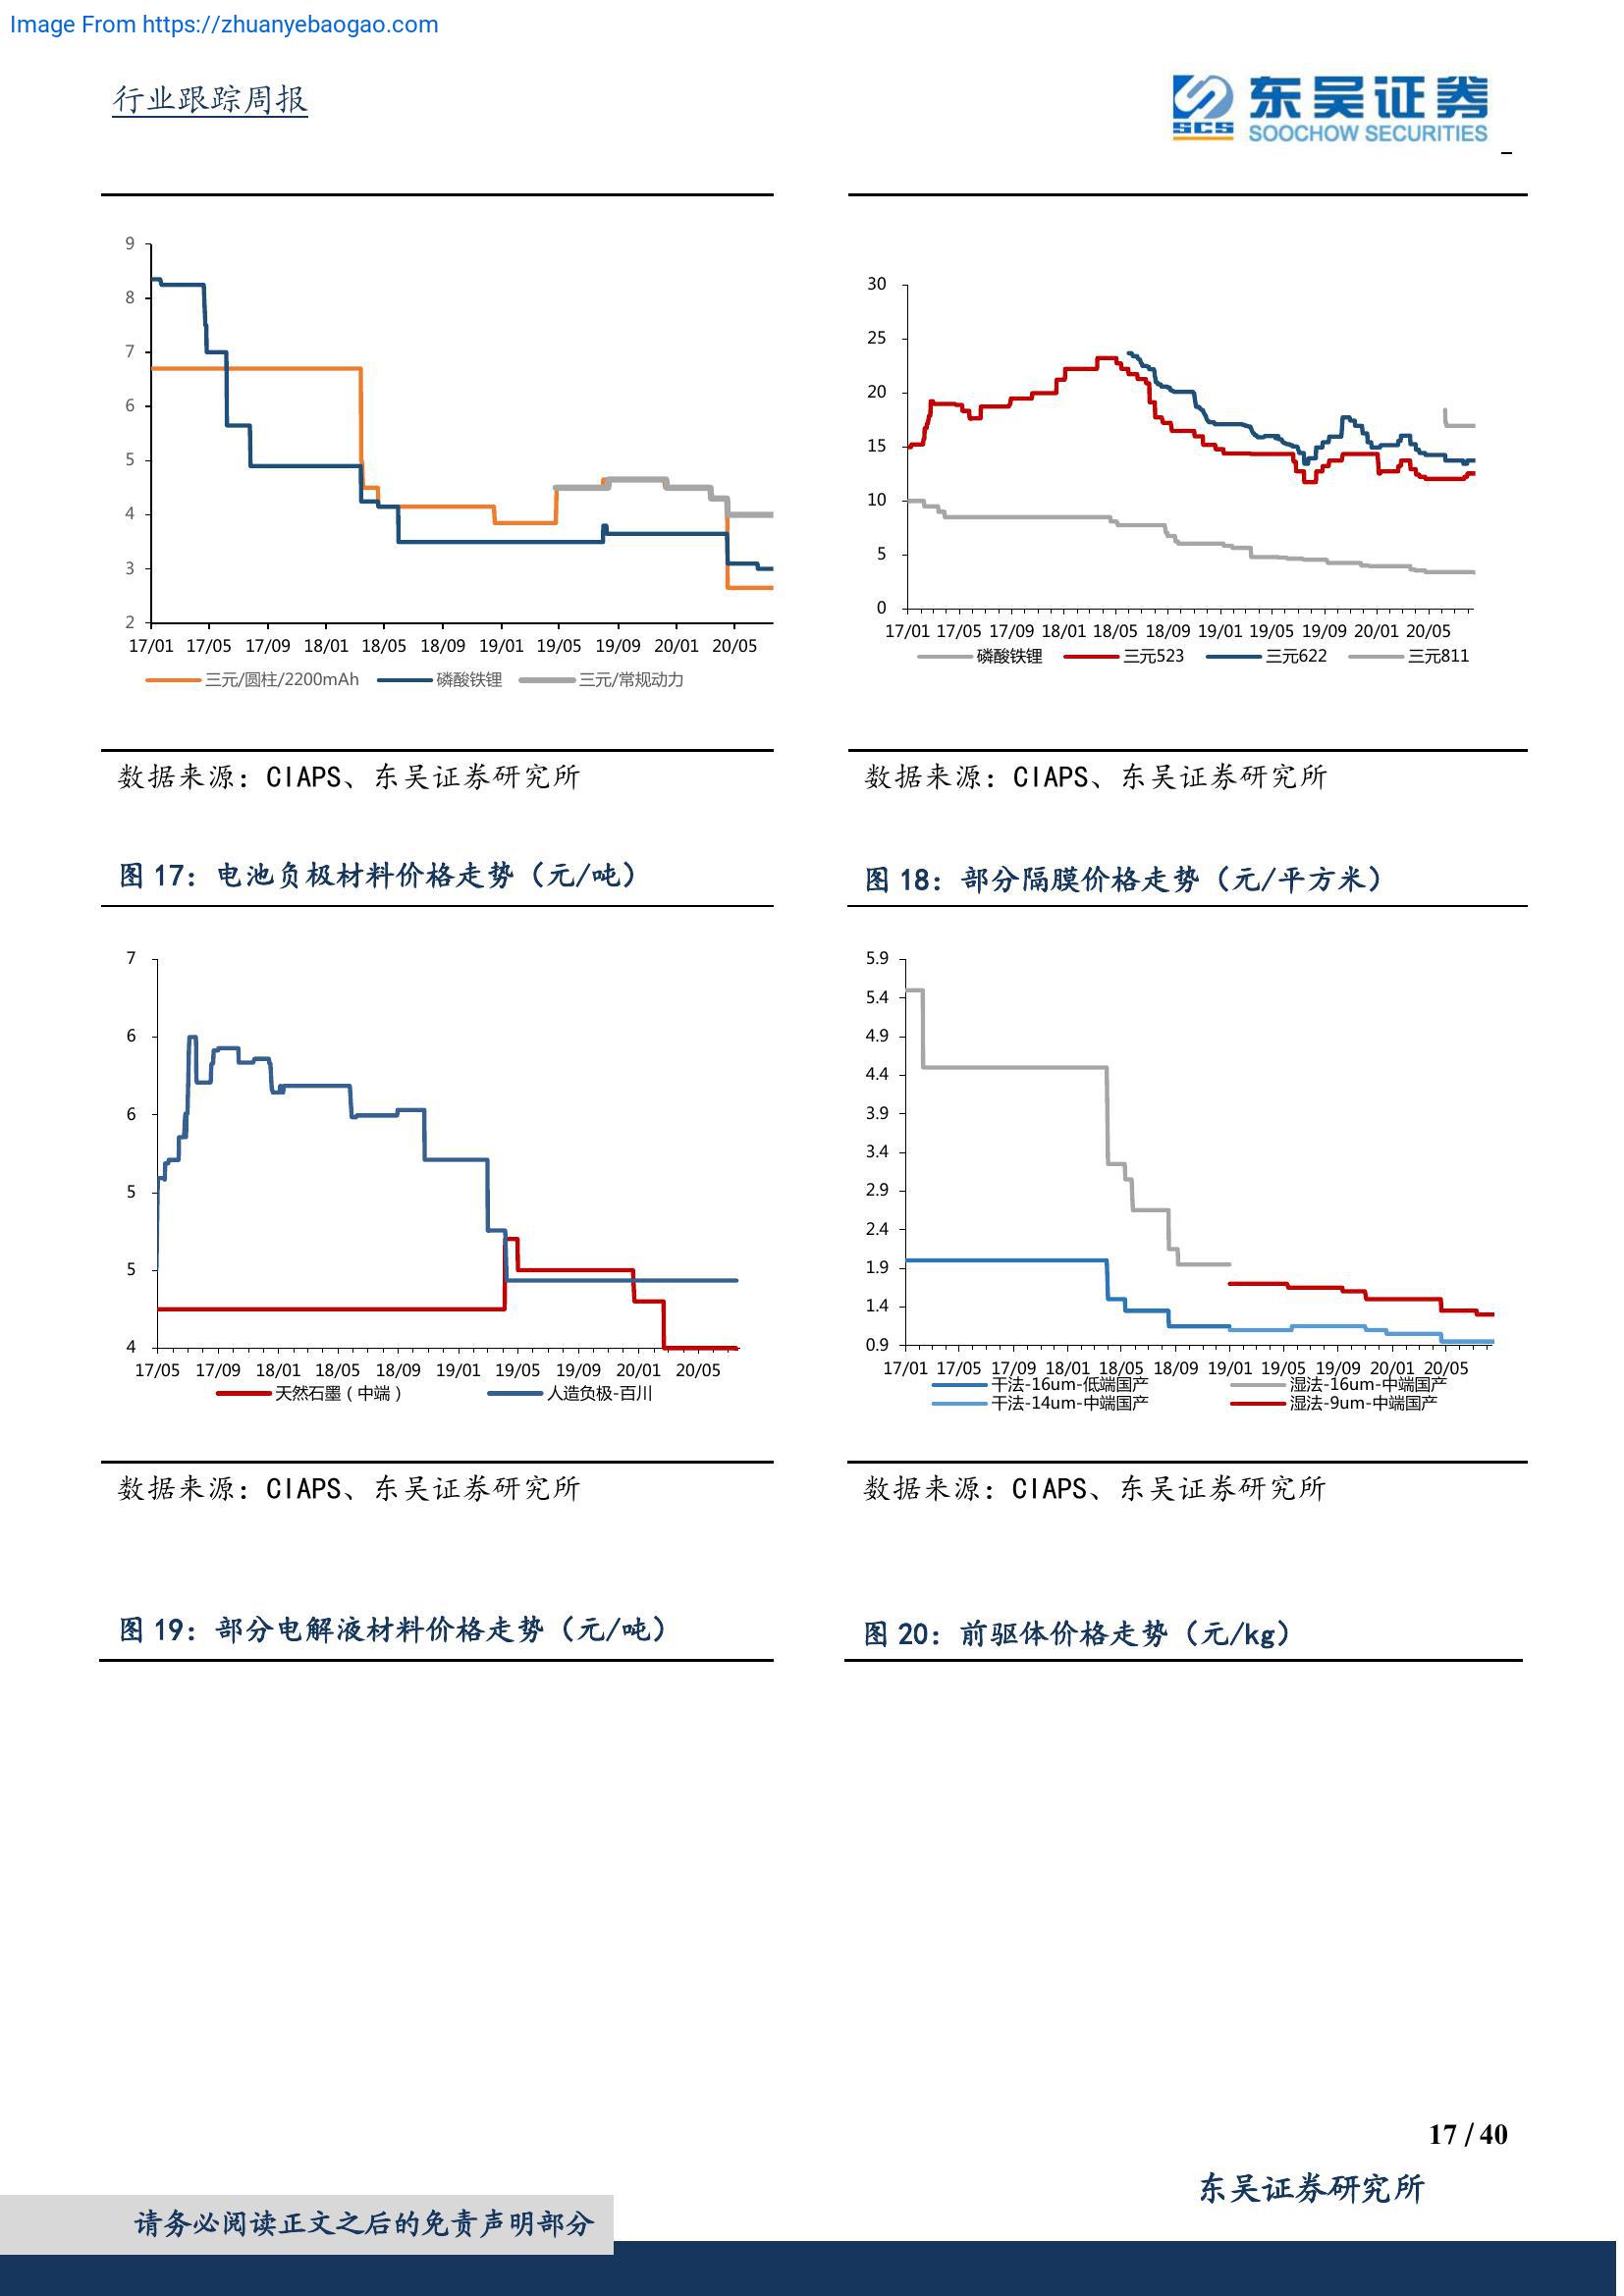 Image From https://zhuanyebaogao.com
行业跟踪周报
SCS 东吴证券
SOOCHOW SECURITIES
9
8
7
6
5
4
3
2
17/01 17/05 17/09 18/01 18/05 18/09 19/01 19/05 19/09 20/01 20/05
三元/圆柱/2200mAh 磷酸铁锂 三元/常规动力
30
25
20
15
10
5
0
17/01 17/05 17/09 18/01 18/05 18/09 19/01 19/05 19/09 20/01 20/05
磷酸铁锂 三元523 三元622 三元811
数据来源：CIAPS、东吴证券研究所
数据来源：CIAPS、东吴证券研究所
图 17：电池负极材料价格走势（元/吨）
图 18：部分隔膜价格走势（元/平方米）
7
6
6
5
5
4
17/05 17/09 18/01 18/05 18/09 19/01 19/05 19/09 20/01 20/05
天然石墨（中端） 人造负极-百川
5.9
5.4
4.9
4.4
3.9
3.4
2.9
2.4
1.9
1.4
0.9
17/01 17/05 17/09 18/01 18/05 18/09 19/01 19/05 19/09 20/01 20/05
干法-16um-低端国产 湿法-16um-中端国产
干法-14um-中端国产 湿法-9um-中端国产
数据来源：CIAPS、东吴证券研究所
数据来源：CIAPS、东吴证券研究所
图 19：部分电解液材料价格走势（元/吨）
图 20：前驱体价格走势（元/kg）
17 / 40
东吴证券研究所
请务必阅读正文之后的免责声明部分